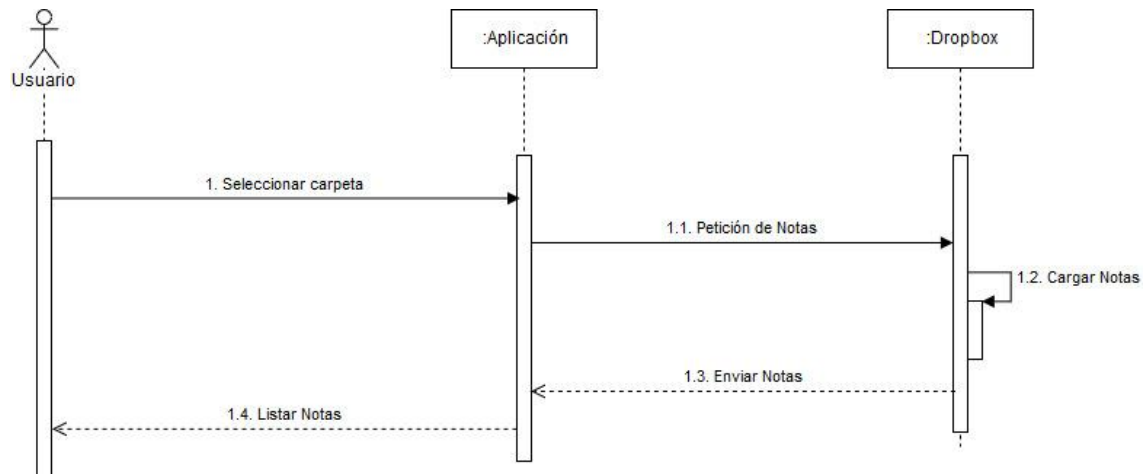 :Aplicación
:Dropbox
Usuario
1. Seleccionar carpeta
1.1. Petición de Notas
1.2. Cargar Notas
1.3. Enviar Notas
1.4. Listar Notas